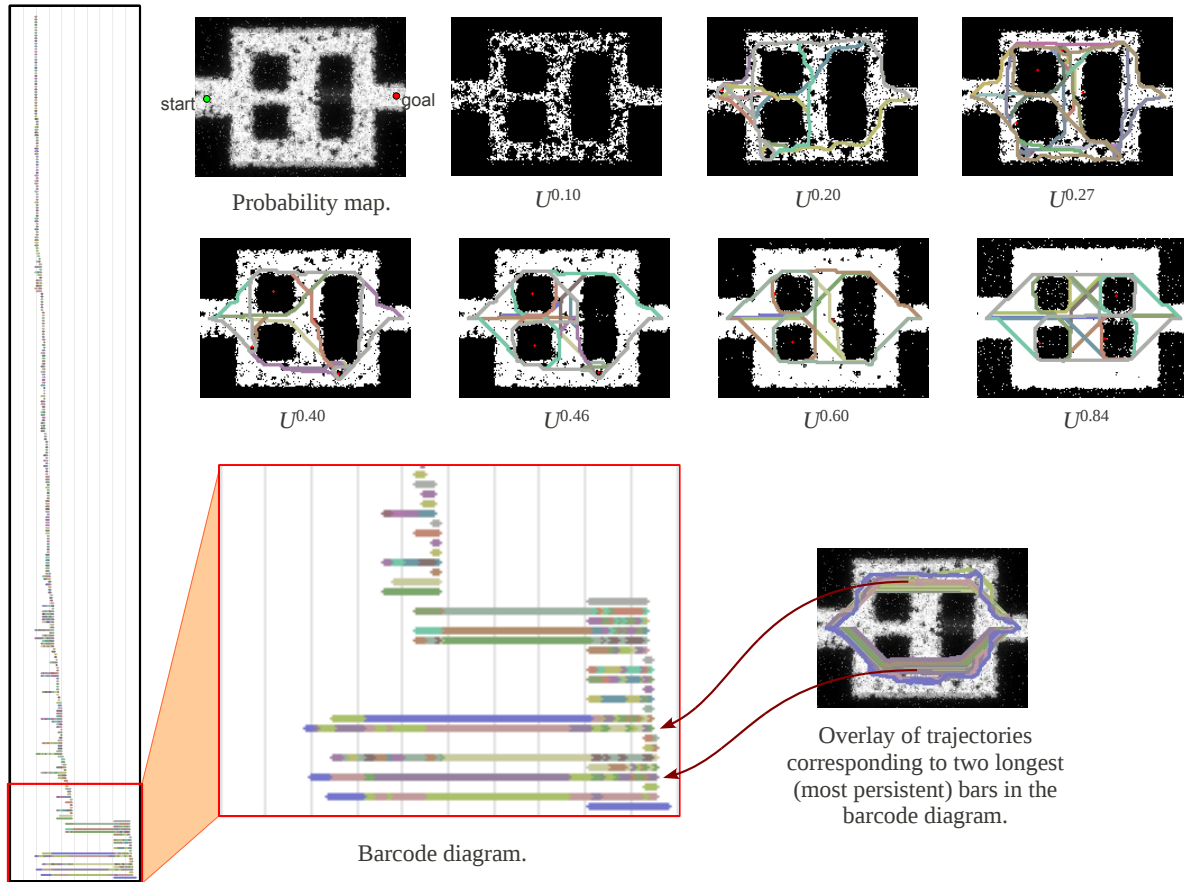 start
goal
Probability map.
U^0.10
U^0.20
U^0.27
U^0.40
U^0.46
U^0.60
U^0.84
Barcode diagram.
Overlay of trajectories
corresponding to two longest
(most persistent) bars in the
barcode diagram.